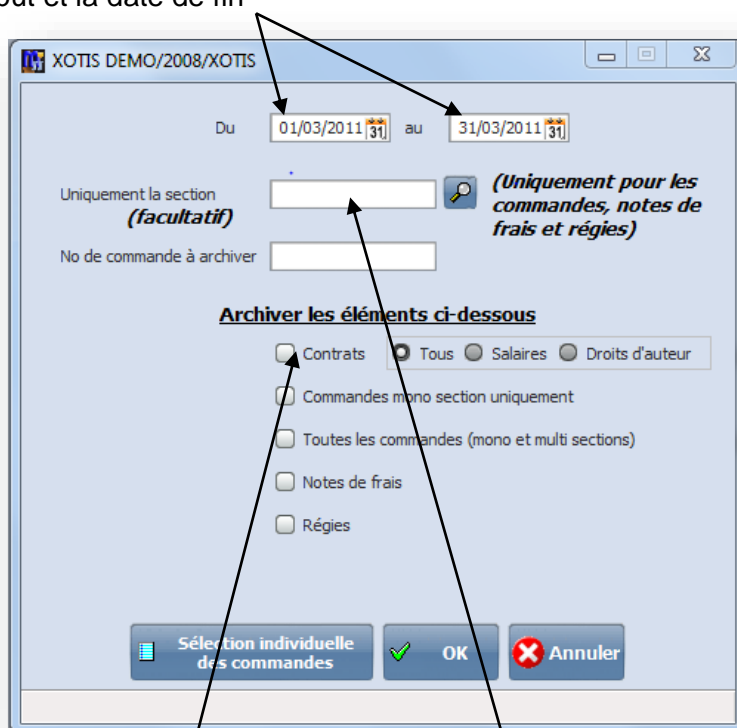 et la date de fin
XOTIS DEMO/2008/XOTIS
Du 01/03/2011 31 au 31/03/2011 31
Uniquement la section
(facultatif)
(Uniquement pour les
commandes, notes de
frais et régies)
No de commande à archiver
Archiver les éléments ci-dessous
Contrats Tous Salaires Droits d'auteur
Commandes mono section uniquement
Toutes les commandes (mono et multi sections)
Notes de frais
Régies
Sélection individuelle
des commandes
OK
Annuler